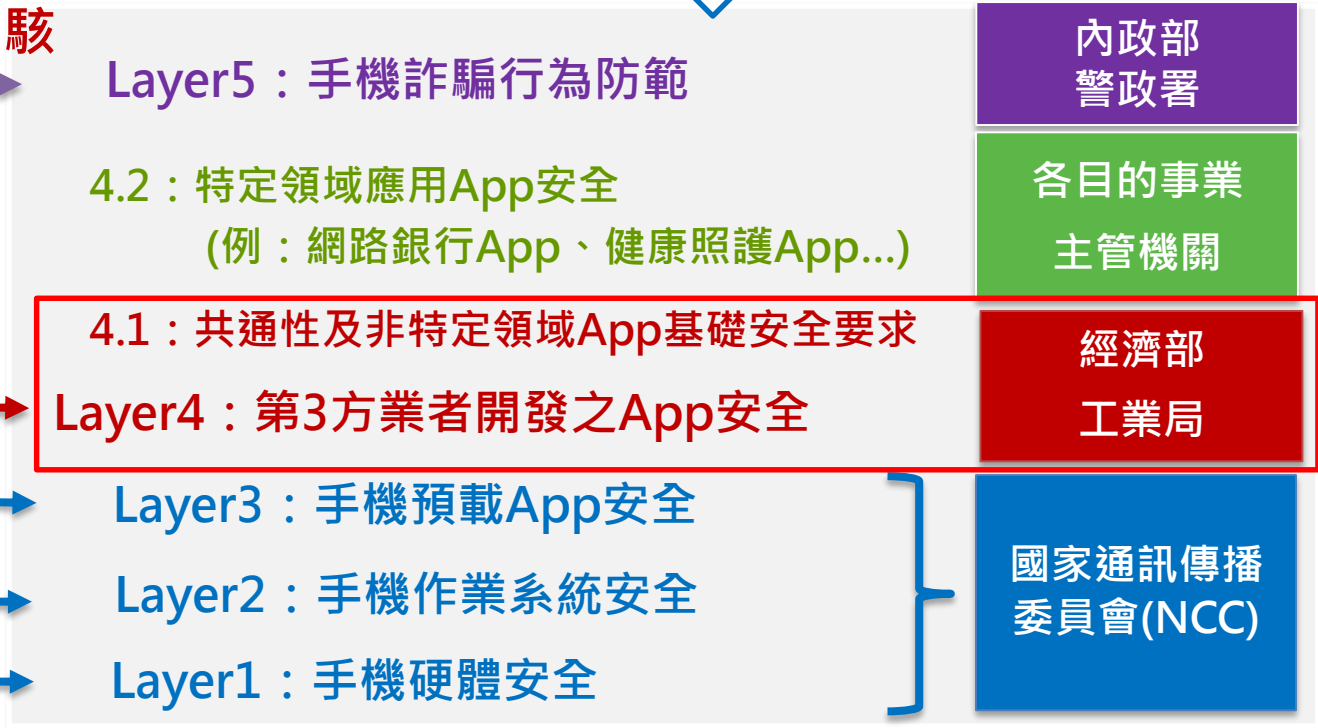 駭
Layer5：手機詐騙行為防範
內政部
警政署
4.2：特定領域應用App安全
(例：網路銀行App、健康照護App...)
各目的事業
主管機關
4.1：共通性及非特定領域App基礎安全要求
Layer4：第3方業者開發之App安全
經濟部
工業局
Layer3：手機預載App安全
Layer2：手機作業系統安全
Layer1：手機硬體安全
國家通訊傳播
委員會(NCC)